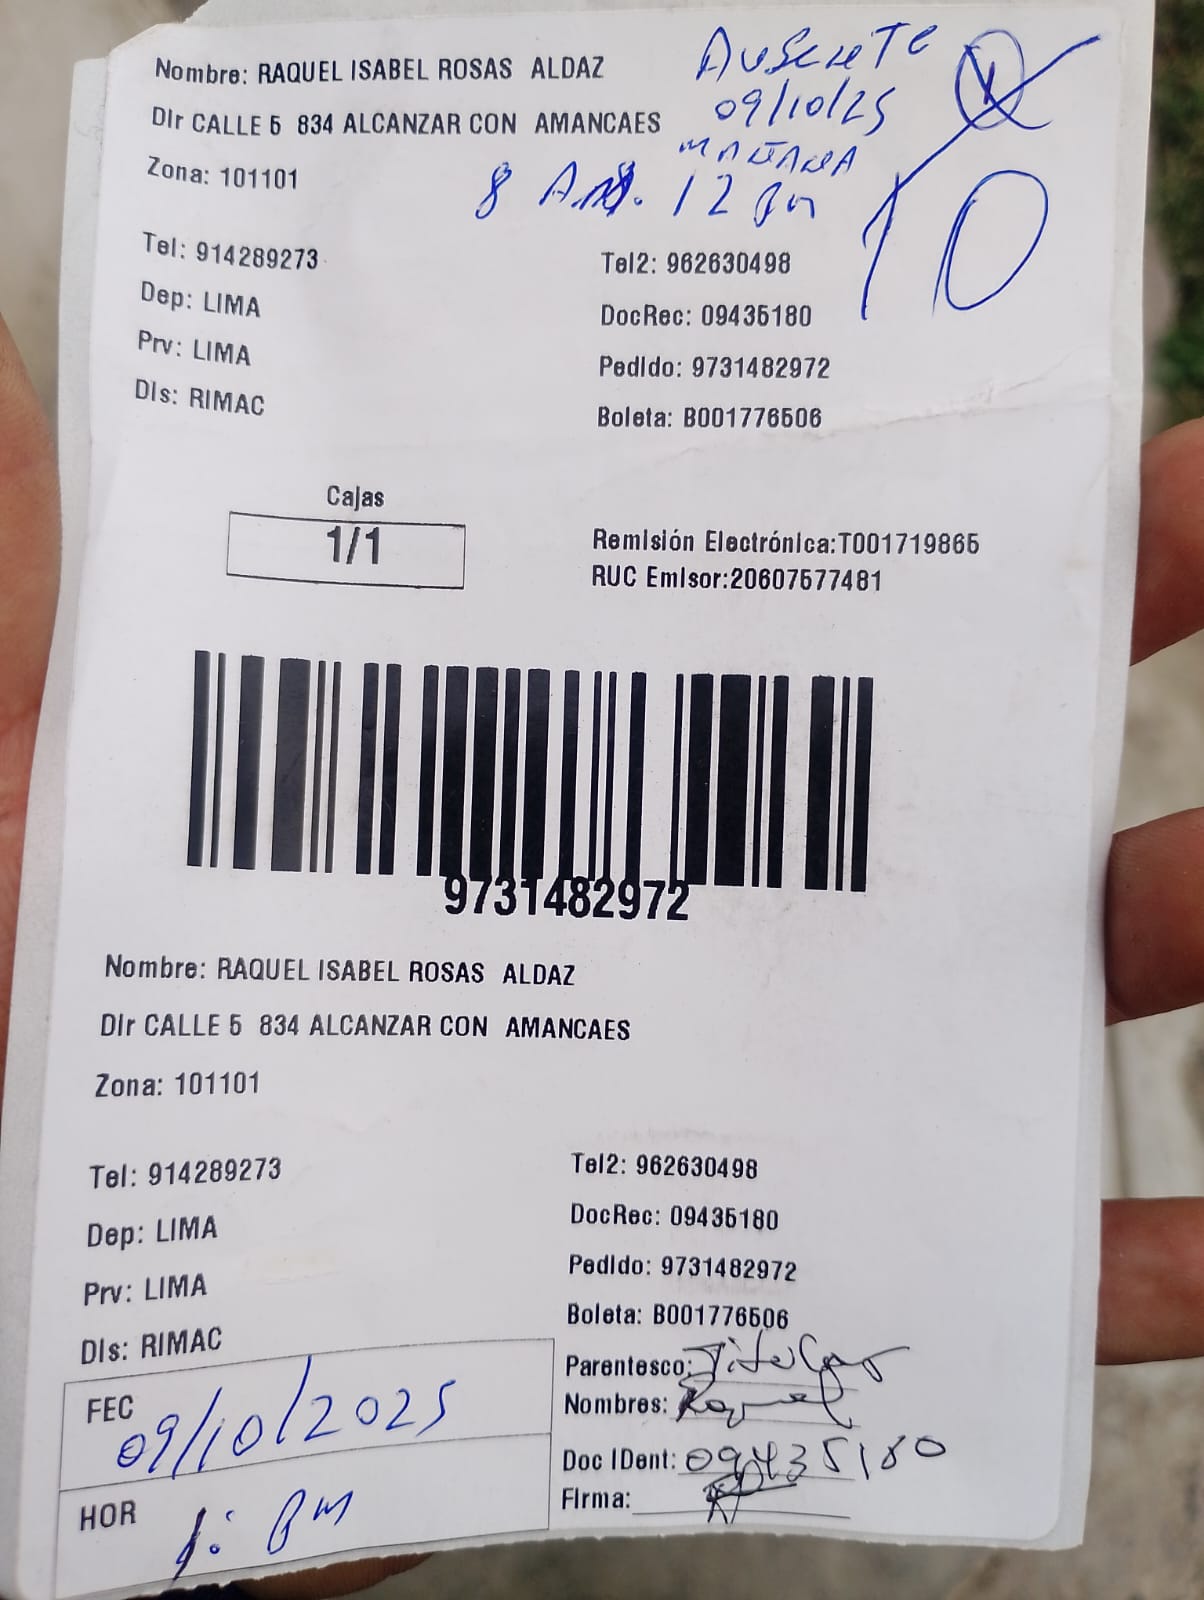 Nombre: RAQUEL ISABEL ROSAS ALDAZ
AUSENTE
09/10/25
Dir CALLE 5 834 ALCANZAR CON AMANCAES
MAÑANA
Zona: 101101
8 Am. 12 Pm
10
Tel: 914289273
Tel2: 962630498
Dep: LIMA
DocRec: 09435180
Prv: LIMA
Pedido: 9731482972
Dis: RIMAC
Boleta: B001776506
Cajas
1/1
Remisión Electrónica:T001719865
RUC Emisor:20607577481
9731482972
Nombre: RAQUEL ISABEL ROSAS ALDAZ
Dir CALLE 5 834 ALCANZAR CON AMANCAES
Zona: 101101
Tel: 914289273
Tel2: 962630498
Dep: LIMA
DocRec: 09435180
Prv: LIMA
Pedido: 9731482972
Dis: RIMAC
Boleta: B001776506
Parentesco: Titular
Nombres: Raquel
Doc IDent: 09435180
Firma:
FEC
09/10/2025
HOR
1: Pm